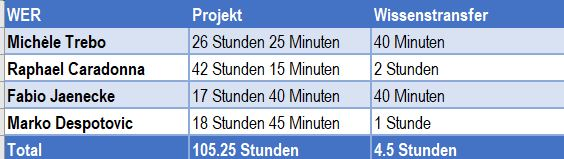 WER Projekt Wissenstransfer
Michèle Trebo 26 Stunden 25 Minuten 40 Minuten
Raphael Caradonna 42 Stunden 15 Minuten 2 Stunden
Fabio Jaenecke 17 Stunden 40 Minuten 40 Minuten
Marko Despotovic 18 Stunden 45 Minuten 1 Stunde
Total 105.25 Stunden 4.5 Stunden